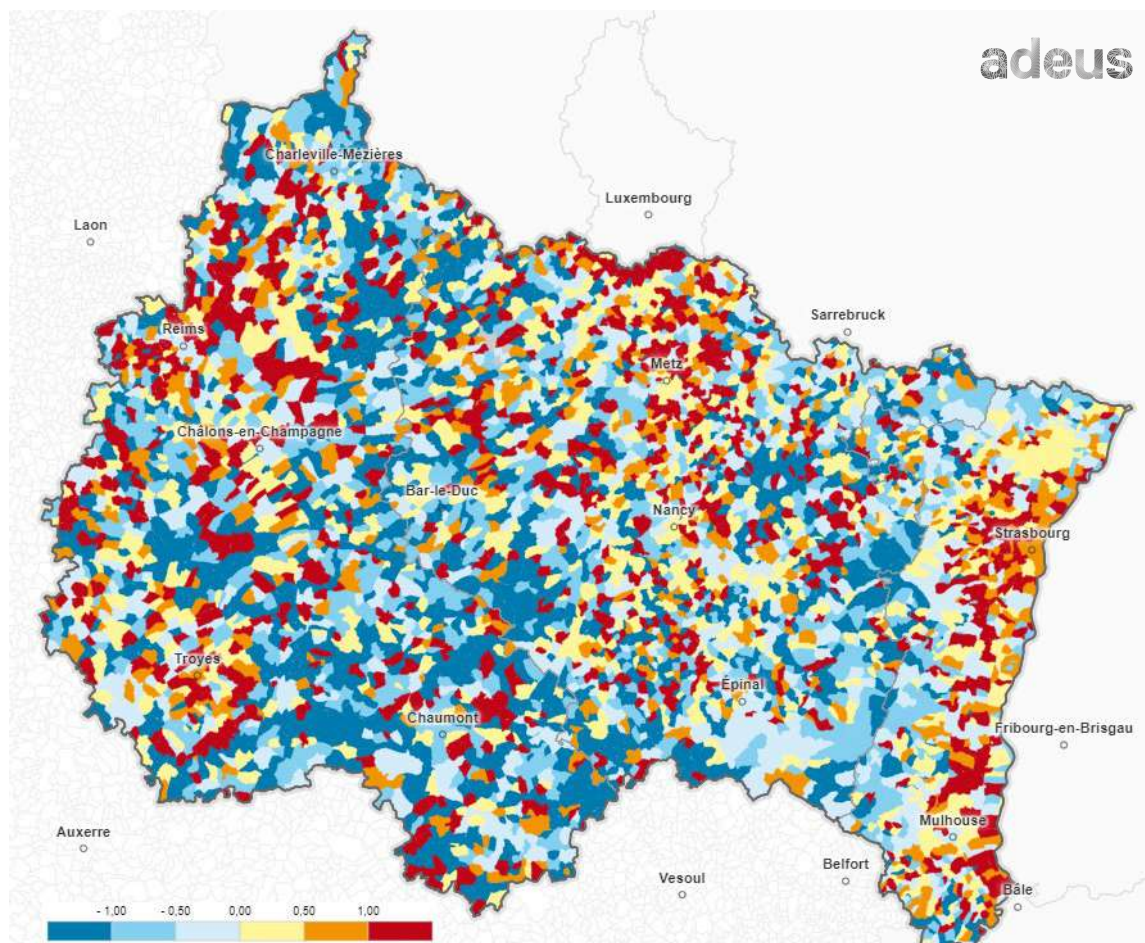 adeus
Charleville-Mézières
Luxembourg
Laon
Sarrebruck
Reims
Metz
Châlons-en-Champagne
Bar-le-Duc
Nancy
Strasbourg
Troyes
Épinal
Chaumont
Fribourg-en-Brisgau
Mulhouse
Auxerre
Belfort
Vesoul
Bâle
- 1,00 - 0,50 0,00 0,50 1,00